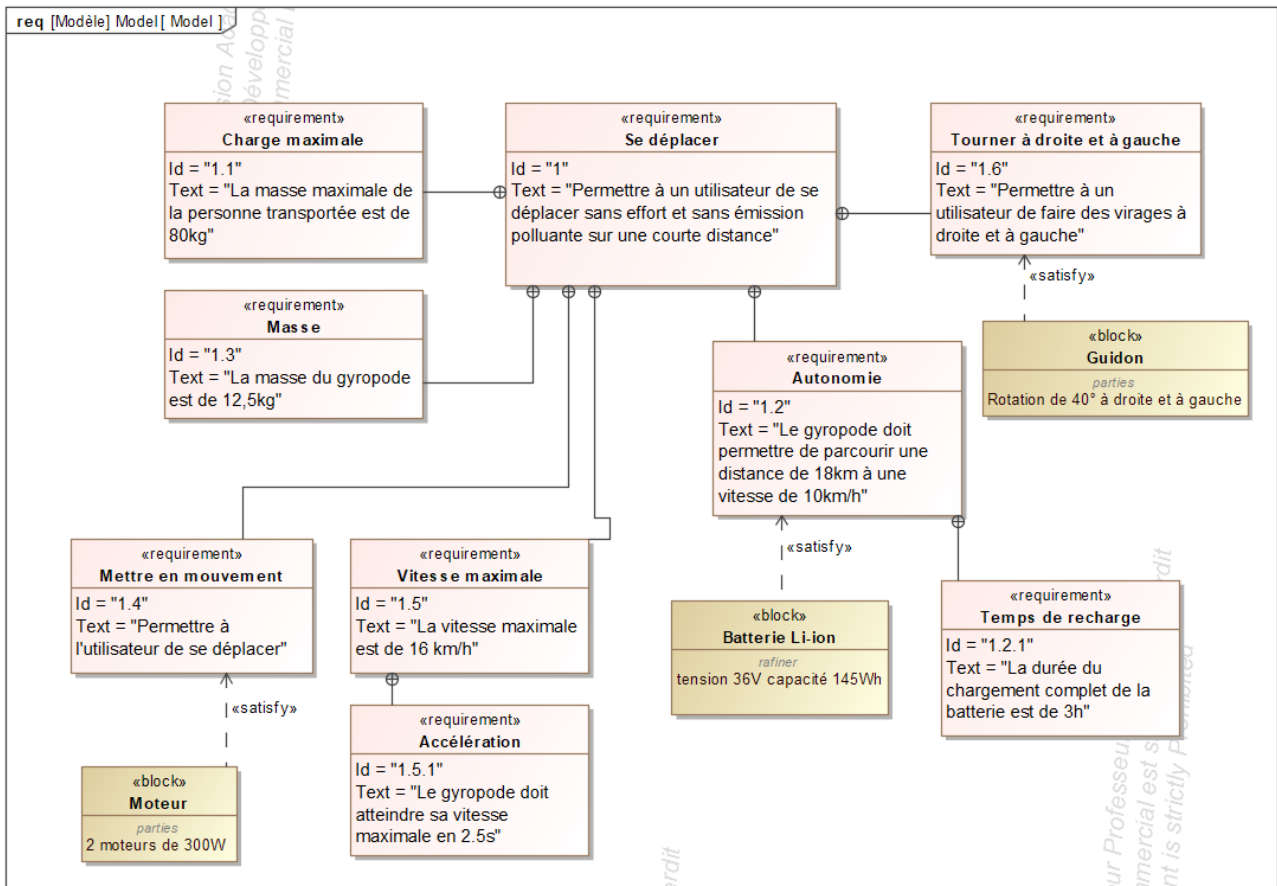 req [Modèle] Model [ Model ]
«requirement»
Charge maximale
Id = "1.1"
Text = "La masse maximale de
la personne transportée est de
80kg"
«requirement»
Se déplacer
Id = "1"
Text = "Permettre à un utilisateur de se
déplacer sans effort et sans émission
polluante sur une courte distance"
«requirement»
Tourner à droite et à gauche
Id = "1.6"
Text = "Permettre à un
utilisateur de faire des virages à
droite et à gauche"
«satisfy»
«block»
Guidon
parties
Rotation de 40° à droite et à gauche
«requirement»
Masse
Id = "1.3"
Text = "La masse du gyropode
est de 12,5kg"
«requirement»
Autonomie
Id = "1.2"
Text = "Le gyropode doit
permettre de parcourir une
distance de 18km à une
vitesse de 10km/h"
«satisfy»
«block»
Batterie Li-ion
rafiner
tension 36V capacité 145Wh
«requirement»
Temps de recharge
Id = "1.2.1"
Text = "La durée du
chargement complet de la
batterie est de 3h"
«requirement»
Mettre en mouvement
Id = "1.4"
Text = "Permettre à
l'utilisateur de se déplacer"
«satisfy»
«block»
Moteur
parties
2 moteurs de 300W
«requirement»
Vitesse maximale
Id = "1.5"
Text = "La vitesse maximale
est de 16 km/h"
«requirement»
Accélération
Id = "1.5.1"
Text = "Le gyropode doit
atteindre sa vitesse
maximale en 2.5s"